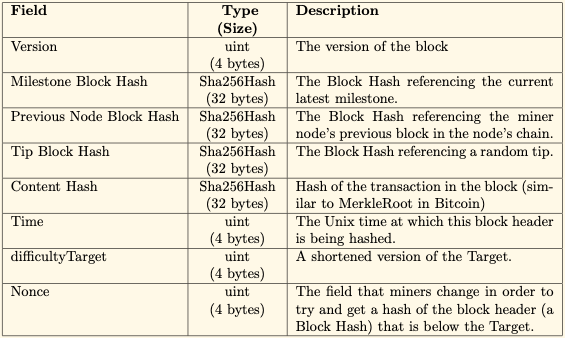 Field Type Description
(Size)
Version uint The version of the block
(4 bytes)
Milestone Block Hash Sha256Hash The Block Hash referencing the current
(32 bytes) latest milestone.
Previous Node Block Hash Sha256Hash The Block Hash referencing the miner
(32 bytes) node's previous block in the node's chain.
Tip Block Hash Sha256Hash The Block Hash referencing a random tip.
(32 bytes)
Content Hash Sha256Hash Hash of the transaction in the block (sim-
(32 bytes) ilar to MerkleRoot in Bitcoin)
Time uint The Unix time at which this block header
(4 bytes) is being hashed.
difficultyTarget uint A shortened version of the Target.
(4 bytes)
Nonce uint The field that miners change in order to
(4 bytes) try and get a hash of the block header (a
Block Hash) that is below the Target.